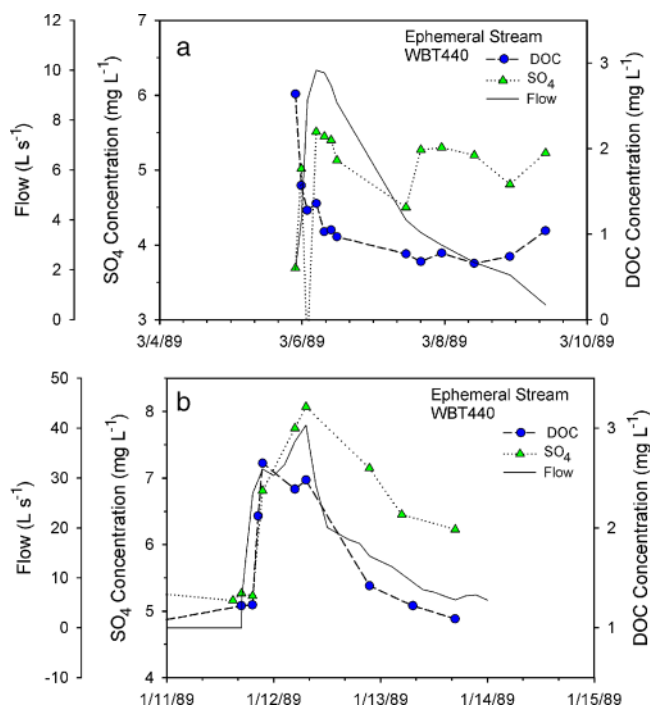 a
Ephemeral Stream
WBT440
DOC
SO4
Flow
12
10
8
6
4
2
0
Flow (L s-1)
7
6
5
4
3
SO4 Concentration (mg L-1)
3
2
1
0
DOC Concentration (mg L-1)
3/4/89 3/6/89 3/8/89 3/10/89
b
Ephemeral Stream
WBT440
DOC
SO4
Flow
50
40
30
20
10
0
-10
Flow (L s-1)
8
7
6
5
4
SO4 Concentration (mg L-1)
3
2
1
DOC Concentration (mg L-1)
1/11/89 1/12/89 1/13/89 1/14/89 1/15/89